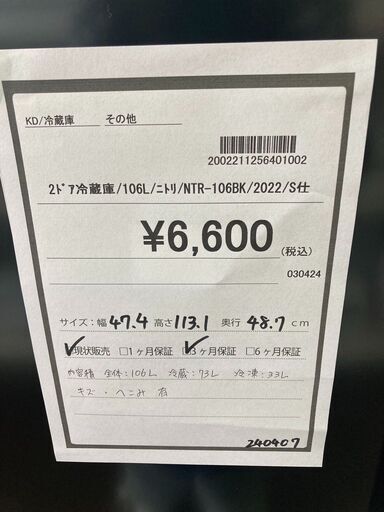 KD/冷蔵庫 その他
2002211256401002
2ﾄﾞｱ冷蔵庫/106L/ﾆﾄﾘ/NTR-106BK/2022/S仕
¥6,600(税込)
030424
サイズ:幅 47.4 高さ 113.1 奥行 48.7 cm
☑現状販売 □1ヶ月保証 ☑3ヶ月保証 □6ヶ月保証
内容積 全体:106L 冷蔵:73L 冷凍:33L
キズ・へこみ 有
240407